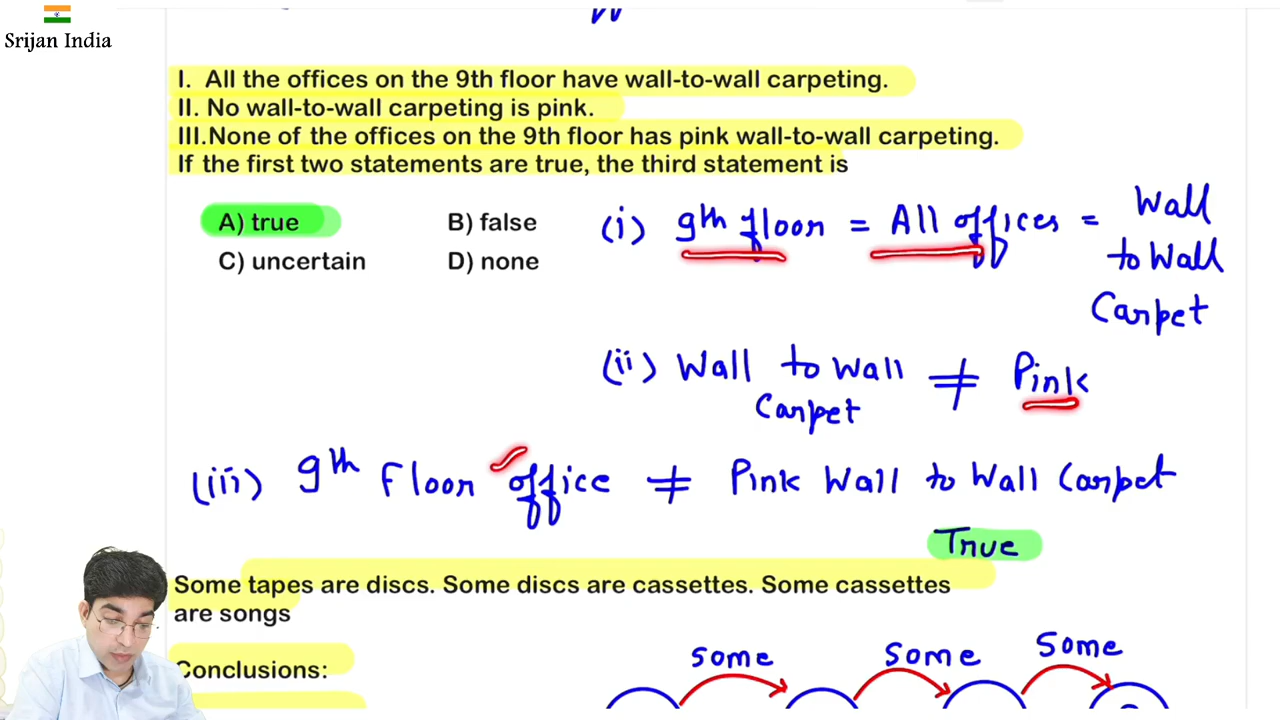 Srijan India
I. All the offices on the 9th floor have wall-to-wall carpeting.
II. No wall-to-wall carpeting is pink.
III.None of the offices on the 9th floor has pink wall-to-wall carpeting.
If the first two statements are true, the third statement is
A) true B) false
C) uncertain D) none
(i) 9th floor = All offices = Wall
to Wall
Carpet
(ii) Wall to Wall ≠ Pink
Carpet
(iii) 9th Floor office ≠ Pink Wall to Wall Carpet
True
Some tapes are discs. Some discs are cassettes. Some cassettes
are songs
Conclusions:
Some Some Some